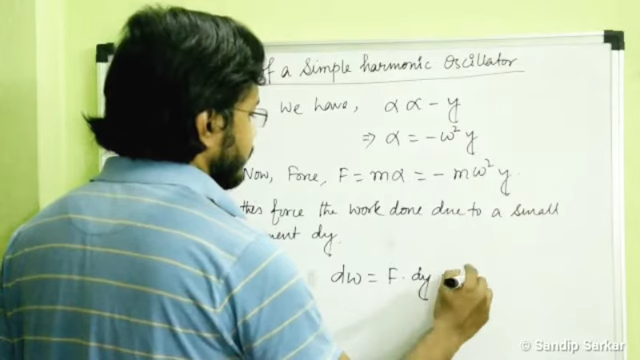 of a Simple harmonic Oscillator
We have, α α - y
⇒ α = - ω² y
Now, Force, F = mα = - mω² y.
this force the work done due to a small
dy.
dw = F. dy
© Sandip Sarkar